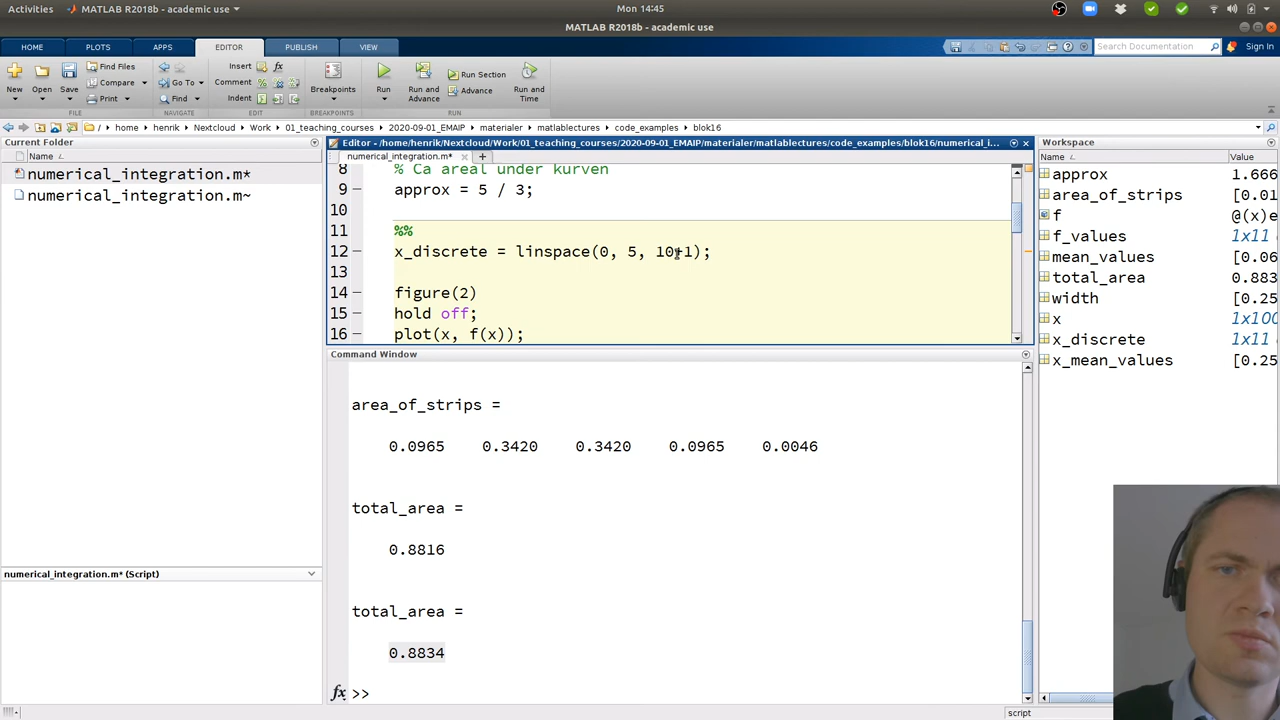 Activities
MATLAB R2018b - academic use
Mon 14:45
MATLAB R2018b - academic use
HOME PLOTS APPS EDITOR PUBLISH VIEW
Search Documentation
Sign In
New
Open
Save
Find Files
Compare
Print
Go To
Find
Insert
Comment
Indent
Breakpoints
Run
Run and Advance
Run Section
Advance
Run and Time
FILE NAVIGATE EDIT BREAKPOINTS RUN
/ home henrik Nextcloud Work 01_teaching_courses 2020-09-01_EMAIP materialer matlablectures code_examples blok16
Current Folder
Name
numerical_integration.m*
numerical_integration.m~
numerical_integration.m* (Script)
Editor - /home/henrik/Nextcloud/Work/01_teaching_courses/2020-09-01_EMAIP/materialer/matlablectures/code_examples/blok16/numerical_i...
numerical_integration.m*
8 % Ca areal under kurven
9 approx = 5 / 3;
10
11 %%
12 x_discrete = linspace(0, 5, 10+1);
13
14 figure(2)
15 hold off;
16 plot(x, f(x));
Command Window
area_of_strips =
0.0965 0.3420 0.3420 0.0965 0.0046
total_area =
0.8816
total_area =
0.8834
fx >>
Workspace
Name Value
approx 1.666
area_of_strips [0.01
f @(x)e
f_values 1x11
mean_values [0.06
total_area 0.883
width [0.25
x 1x100
x_discrete 1x11
x_mean_values [0.25
script